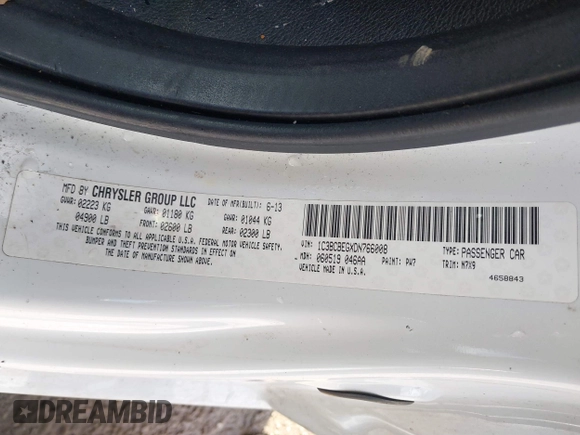 MFD BY CHRYSLER GROUP LLC DATE OF MFR(BUILT): 6-13
GVWR: 02223 KG GAWR: 01180 KG GAWR: 01044 KG
04900 LB FRONT: 02600 LB REAR: 02300 LB
THIS VEHICLE CONFORMS TO ALL APPLICABLE U.S.A. FEDERAL MOTOR VEHICLE SAFETY,
BUMPER AND THEFT PREVENTION STANDARDS IN EFFECT
ON THE DATE OF MANUFACTURE SHOWN ABOVE.
VIN: 1C3BCBEGXDN766008 TYPE: PASSENGER CAR
MDH: 060519 046AA PAINT: PW7 TRIM: M7X9
VEHICLE MADE IN U.S.A. 4658843
DREAMBID